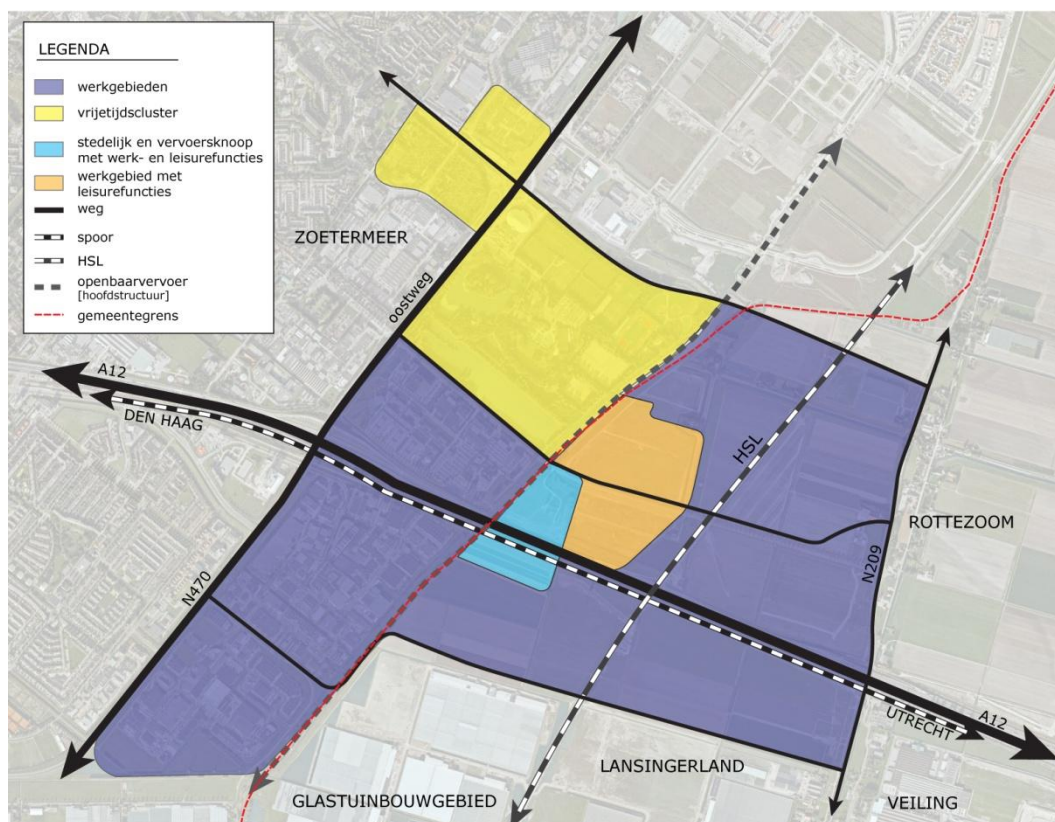 LEGENDA
werkgebieden
vrijetijdscluster
stedelijk en vervoersknoop
met werk- en leisurefuncties
werkgebied met
leisurefuncties
weg
spoor
HSL
openbaarvervoer
[hoofdstructuur]
gemeentegrens
ZOETERMEER
oostweg
A12
DEN HAAG
HSL
ROTTEZOOM
N209
N470
A12
UTRECHT
LANSINGERLAND
GLASTUINBOUWGEBIED
VEILING